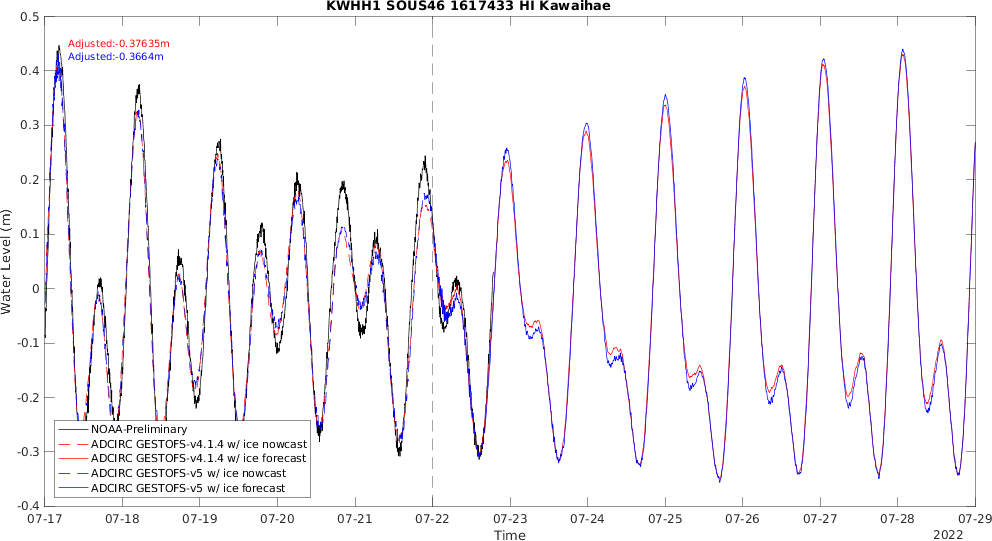 KWHH1 SOUS46 1617433 HI Kawaihae
Adjusted:-0.37635m
Adjusted:-0.3664m
Water Level (m)
0.5
0.4
0.3
0.2
0.1
0
-0.1
-0.2
-0.3
-0.4
NOAA-Preliminary
ADCIRC GESTOFS-v4.1.4 w/ ice nowcast
ADCIRC GESTOFS-v4.1.4 w/ ice forecast
ADCIRC GESTOFS-v5 w/ ice nowcast
ADCIRC GESTOFS-v5 w/ ice forecast
07-17 07-18 07-19 07-20 07-21 07-22 07-23 07-24 07-25 07-26 07-27 07-28 07-29
Time
2022